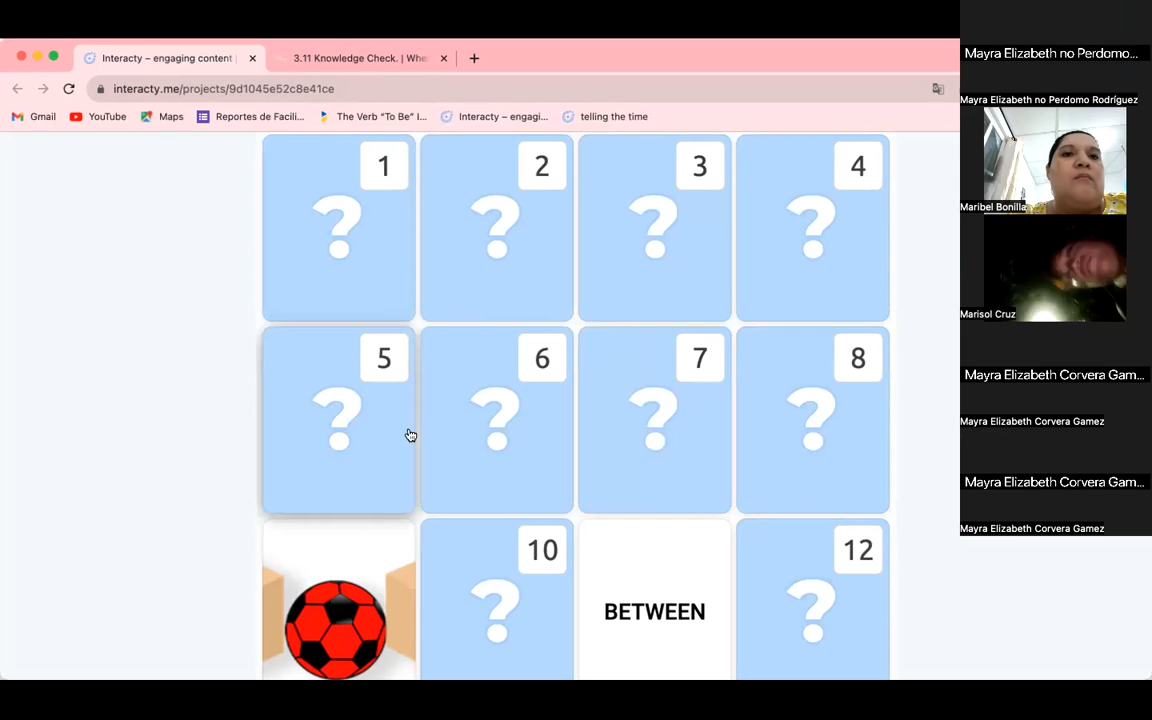 Interacty – engaging content
3.11 Knowledge Check. | Whe
interacty.me/projects/9d1045e52c8e41ce
Gmail
YouTube
Maps
Reportes de Facili...
The Verb "To Be" I...
Interacty – engagi...
telling the time
1
?
2
?
3
?
4
?
5
?
6
?
7
?
8
?
10
?
BETWEEN
12
?
Mayra Elizabeth no Perdomo...
Mayra Elizabeth no Perdomo Rodríguez
Maribel Bonilla
Marisol Cruz
Mayra Elizabeth Corvera Gam...
Mayra Elizabeth Corvera Gamez
Mayra Elizabeth Corvera Gam...
Mayra Elizabeth Corvera Gamez